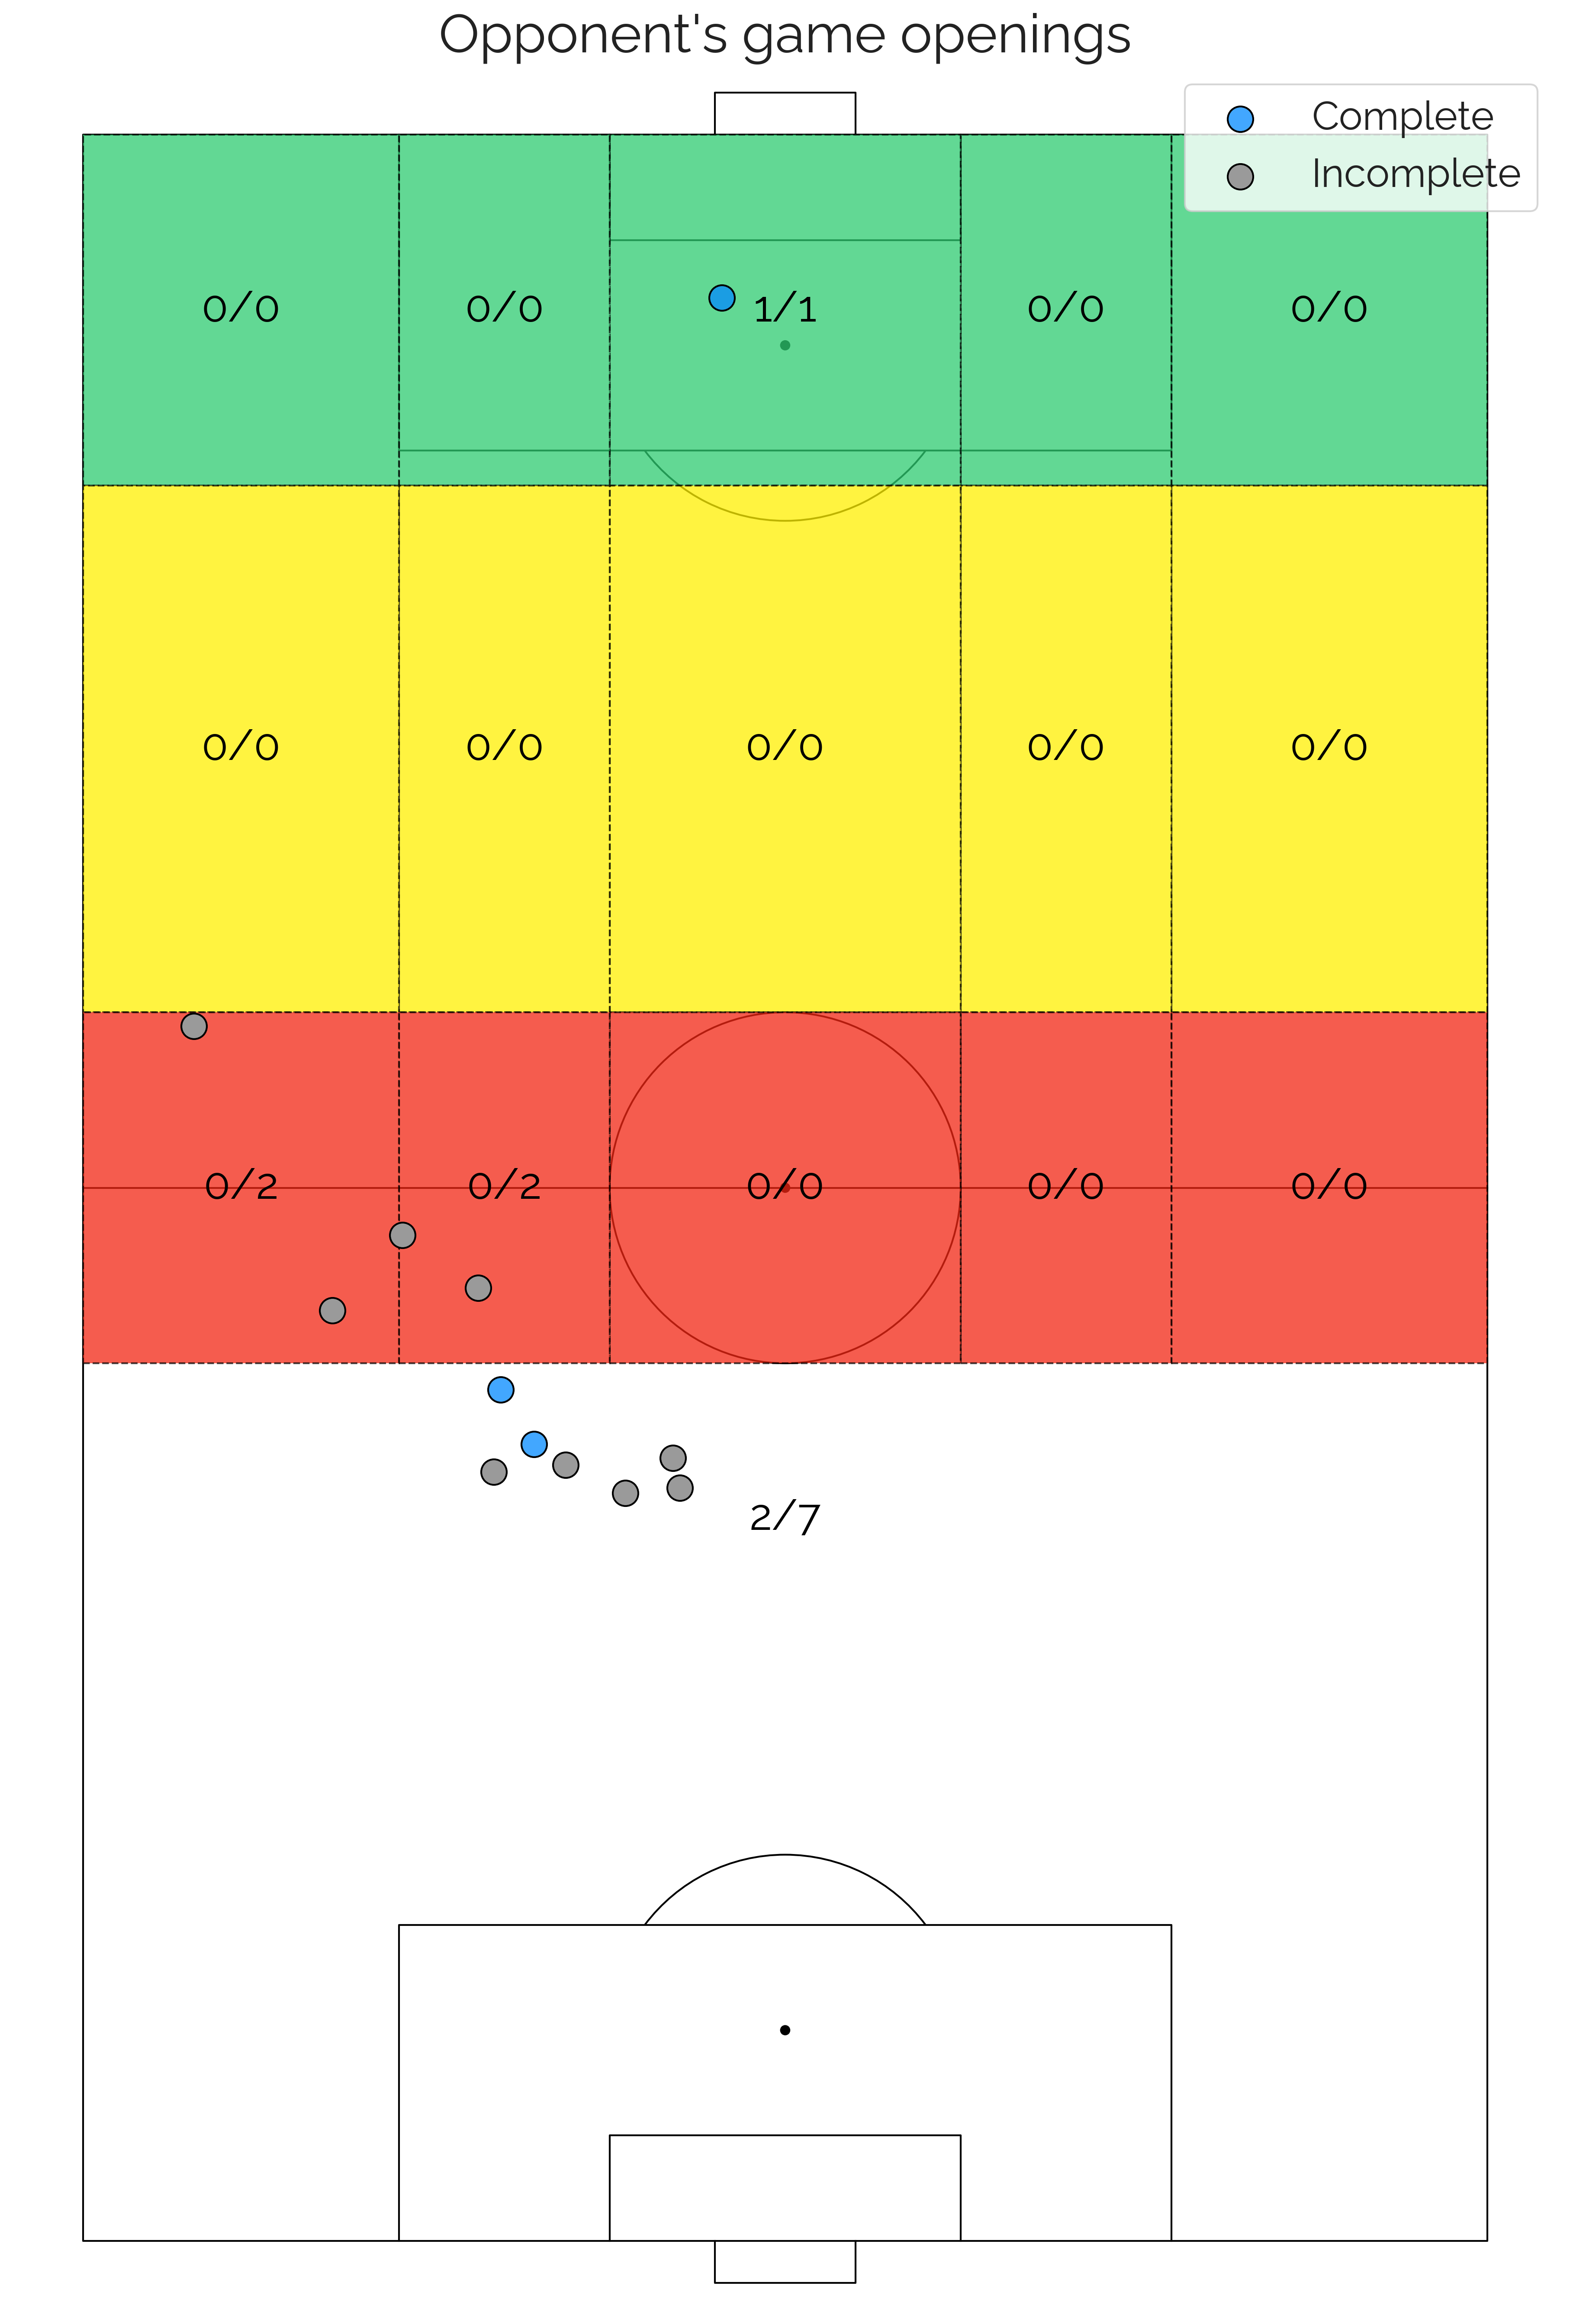 Opponent's game openings
Complete
Incomplete
0/0 0/0 1/1 0/0 0/0
0/0 0/0 0/0 0/0 0/0
0/2 0/2 0/0 0/0 0/0
2/7